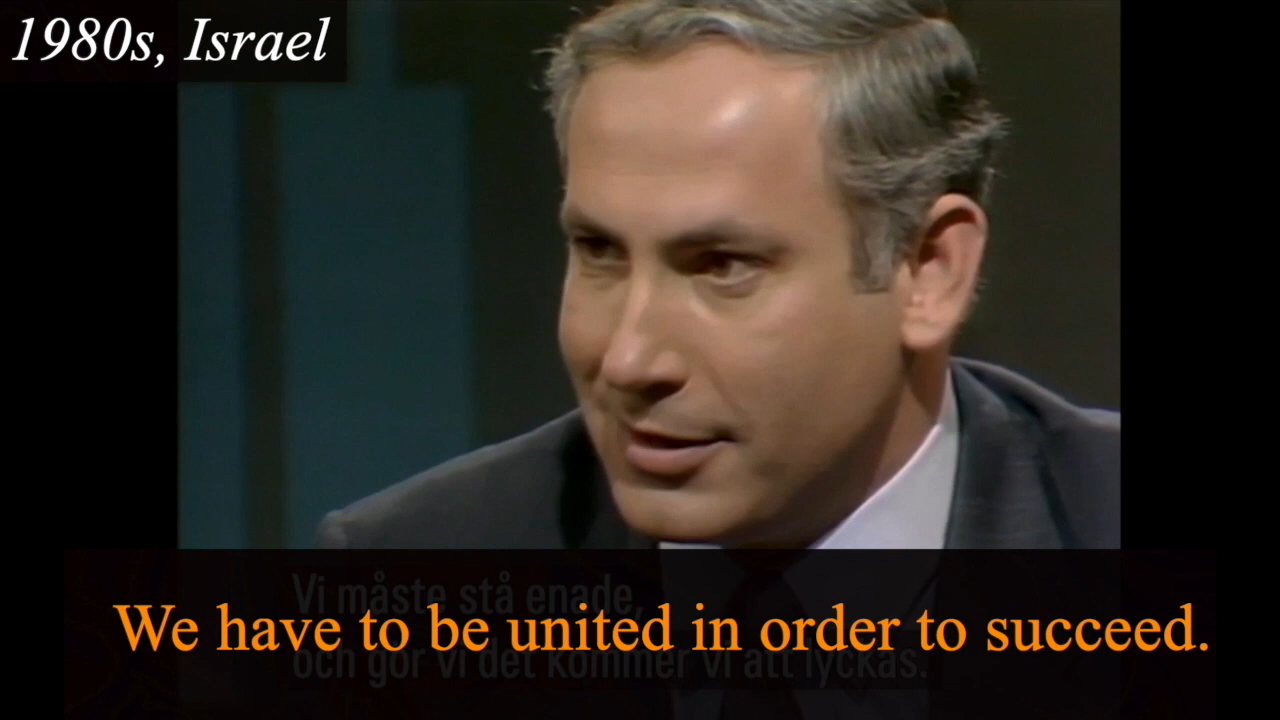 1980s, Israel
Vi måste stå enade,
We have to be united in order to succeed.
och gör vi det kommer vi att lyckas.